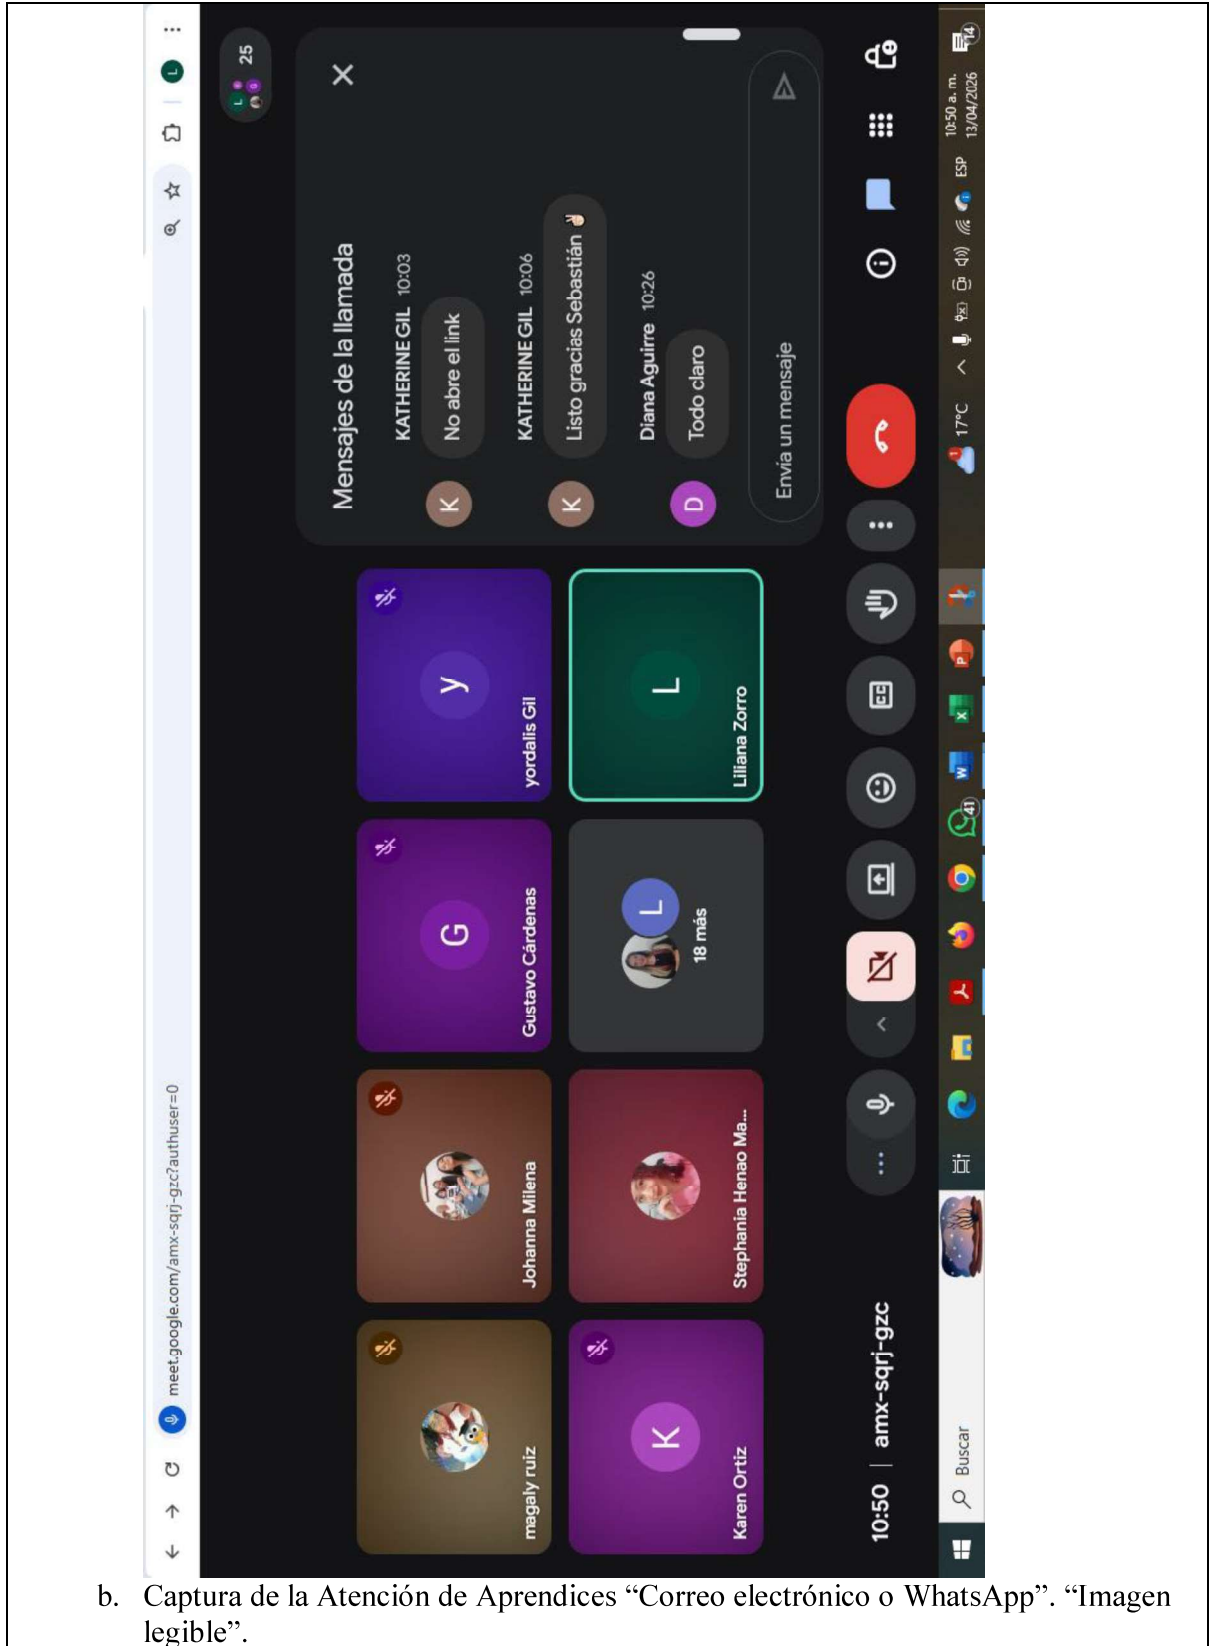 meet.google.com/amx-sqrj-gzc?authuser=0
L
L
G
25
magaly ruiz
Johanna Milena
G
Gustavo Cárdenas
y
yordalis Gil
K
Karen Ortiz
Stephania Henao Ma...
L
18 más
L
Liliana Zorro
Mensajes de la llamada
KATHERINE GIL 10:03
K
No abre el link
KATHERINE GIL 10:06
K
Listo gracias Sebastián ✌🏻
Diana Aguirre 10:26
D
Todo claro
Envía un mensaje
10:50 | amx-sqrj-gzc
CC
Buscar
41
W
X
P
1
17°C
ESP
10:50 a. m.
13/04/2026
14
b. Captura de la Atención de Aprendices “Correo electrónico o WhatsApp”. “Imagen
legible”.